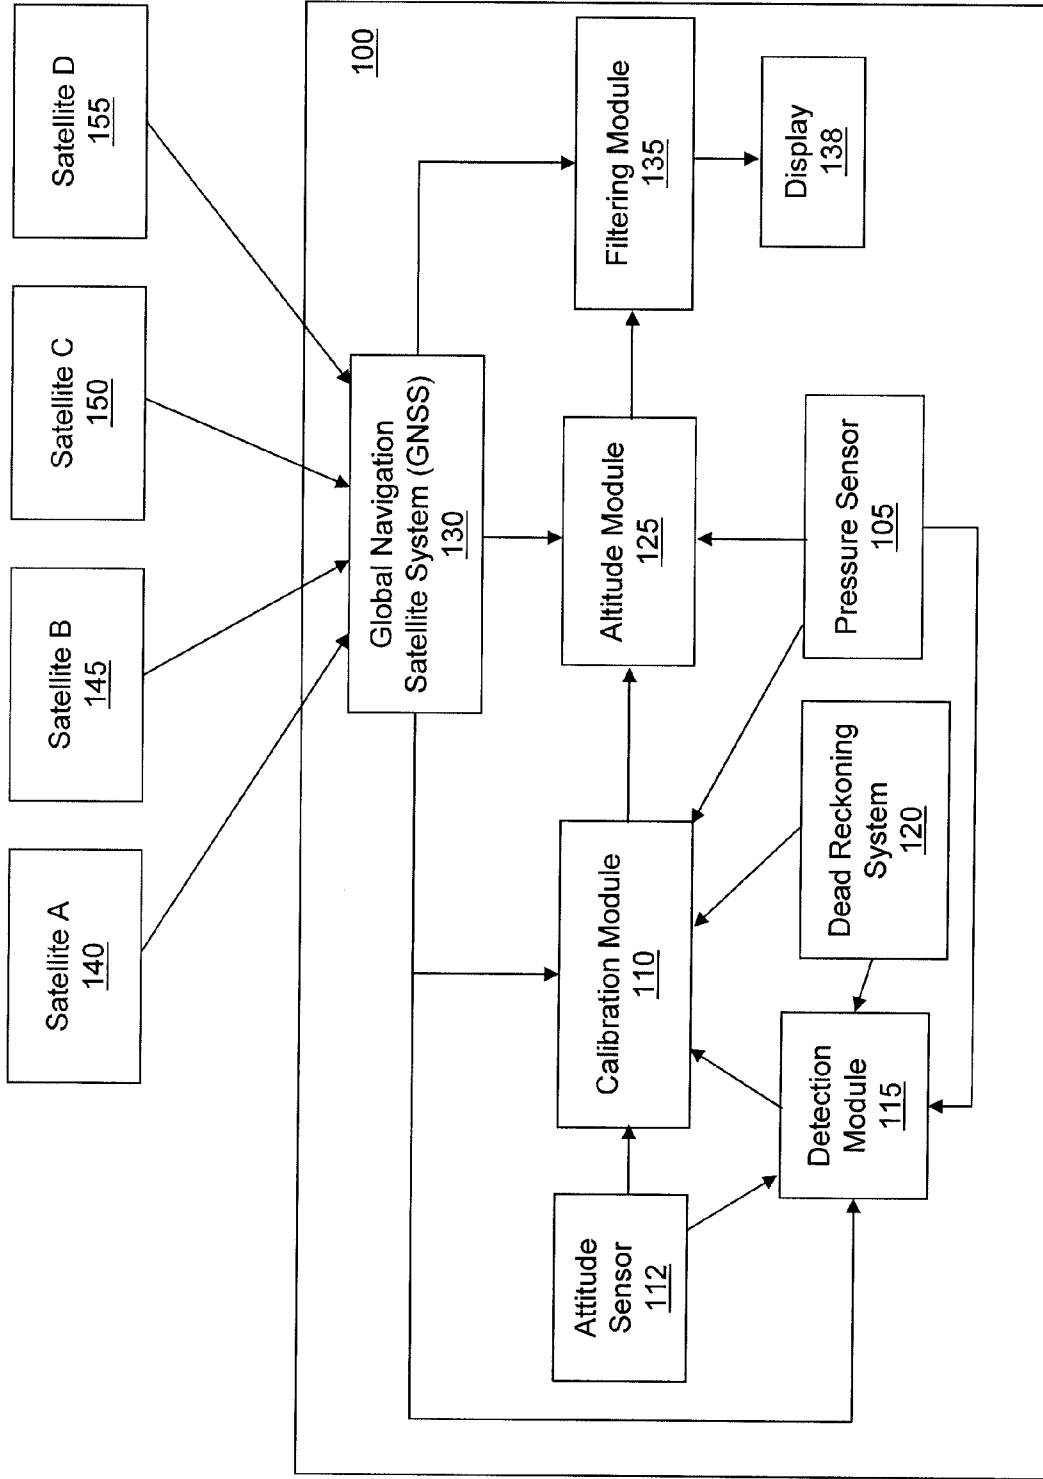 Satellite A
140
Satellite B
145
Satellite C
150
Satellite D
155
100
Global Navigation
Satellite System (GNSS)
130
Attitude
Sensor
112
Calibration Module
110
Altitude Module
125
Filtering Module
135
Detection
Module
115
Dead Reckoning
System
120
Pressure Sensor
105
Display
138